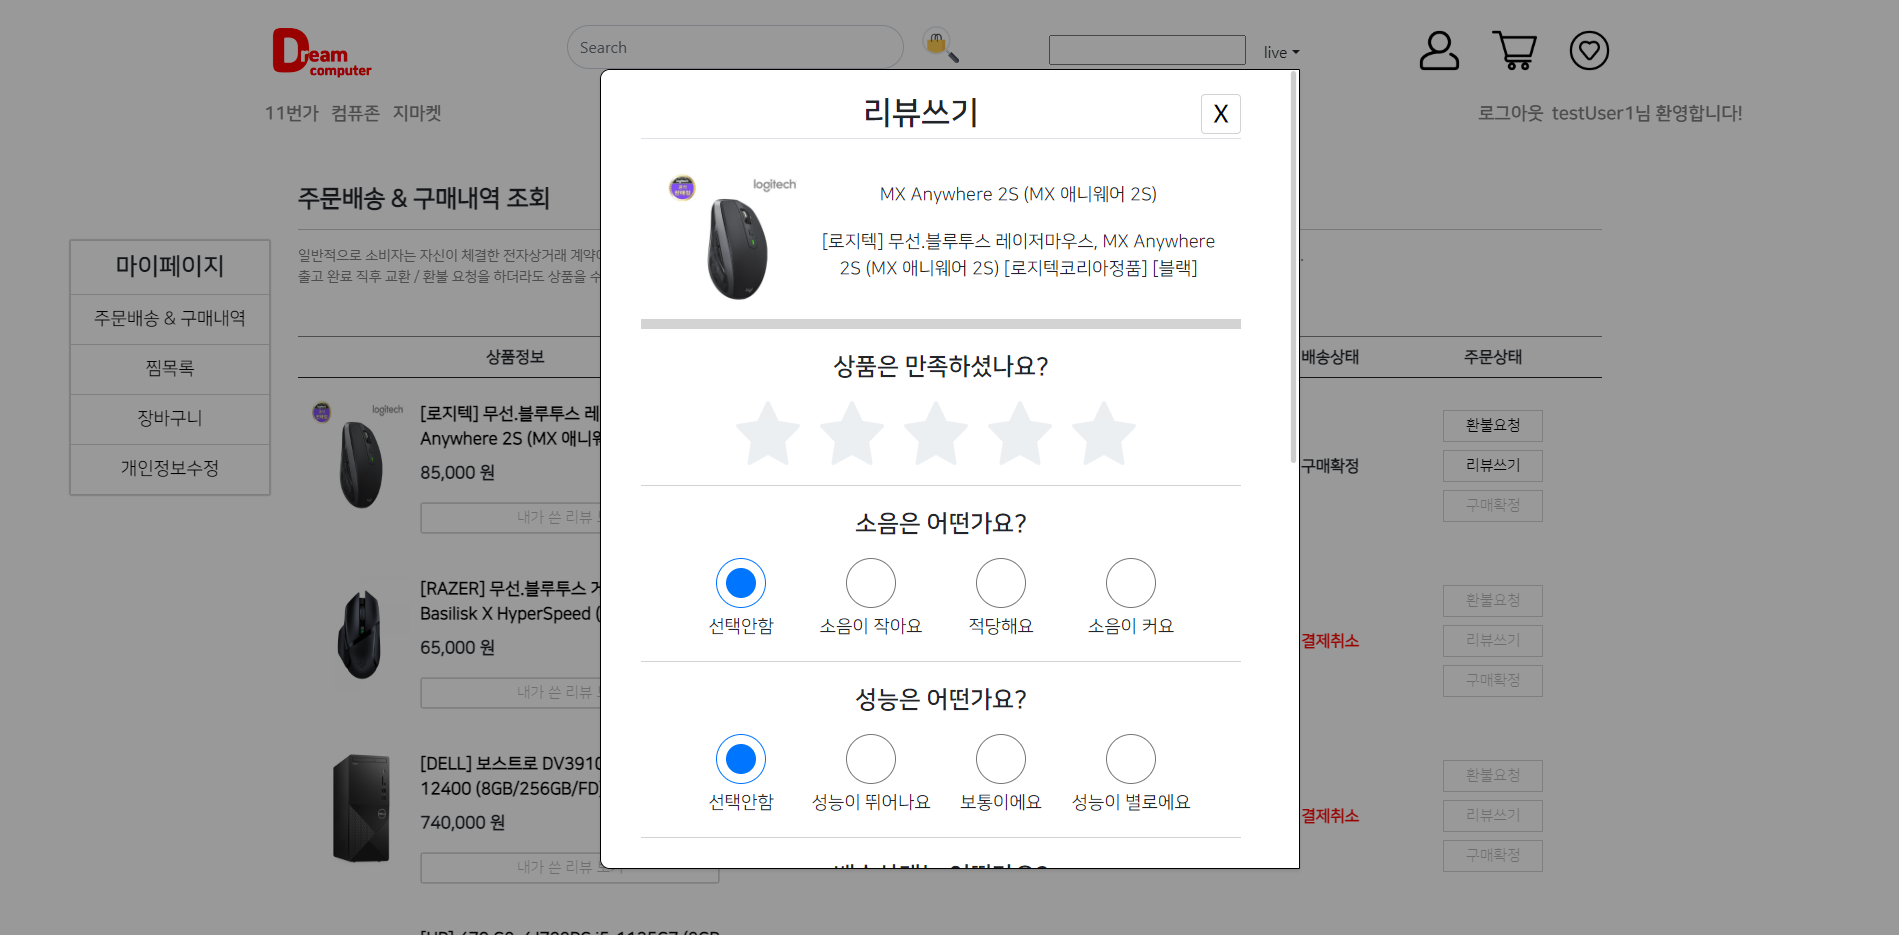 Dream
computer
Search
live
11번가 컴퓨존 지마켓
로그아웃 testUser1님 환영합니다!
마이페이지
주문배송 & 구매내역
찜목록
장바구니
개인정보수정
주문배송 & 구매내역 조회
일반적으로 소비자는 자신이 체결한 전자상거래 계약
출고 완료 직후 교환 / 환불 요청을 하더라도 상품을 수
상품정보
배송상태
주문상태
logitech
[로지텍] 무선.블루투스 레
Anywhere 2S (MX 애니웨
85,000 원
내가 쓴 리뷰
구매확정
환불요청
리뷰쓰기
구매확정
[RAZER] 무선.블루투스
Basilisk X HyperSpeed (
65,000 원
내가 쓴 리뷰
결제취소
환불요청
리뷰쓰기
구매확정
[DELL] 보스트로 DV3910
12400 (8GB/256GB/FD)
740,000 원
내가 쓴 리뷰
결제취소
환불요청
리뷰쓰기
구매확정
리뷰쓰기
X
logitech
MX Anywhere 2S (MX 애니웨어 2S)
[로지텍] 무선.블루투스 레이저마우스, MX Anywhere
2S (MX 애니웨어 2S) [로지텍코리아정품] [블랙]
상품은 만족하셨나요?
소음은 어떤가요?
선택안함
소음이 작아요
적당해요
소음이 커요
성능은 어떤가요?
선택안함
성능이 뛰어나요
보통이에요
성능이 별로에요